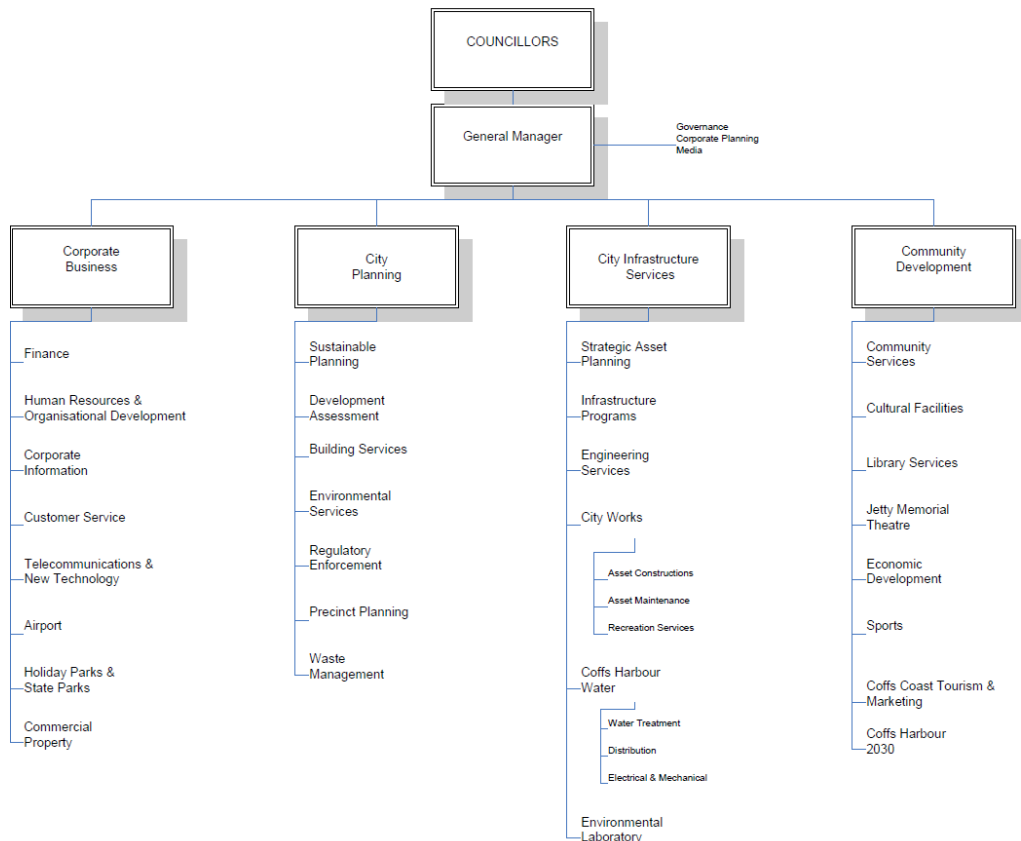 COUNCILLORS
General Manager
Governance
Corporate Planning
Media
Corporate
Business
City
Planning
City Infrastructure
Services
Community
Development
Finance
Human Resources &
Organisational Development
Corporate
Information
Customer Service
Telecommunications &
New Technology
Airport
Holiday Parks &
State Parks
Commercial
Property
Sustainable
Planning
Development
Assessment
Building Services
Environmental
Services
Regulatory
Enforcement
Precinct Planning
Waste
Management
Strategic Asset
Planning
Infrastructure
Programs
Engineering
Services
City Works
Asset Constructions
Asset Maintenance
Recreation Services
Coffs Harbour
Water
Water Treatment
Distribution
Electrical & Mechanical
Environmental
Laboratory
Community
Services
Cultural Facilities
Library Services
Jetty Memorial
Theatre
Economic
Development
Sports
Coffs Coast Tourism &
Marketing
Coffs Harbour
2030